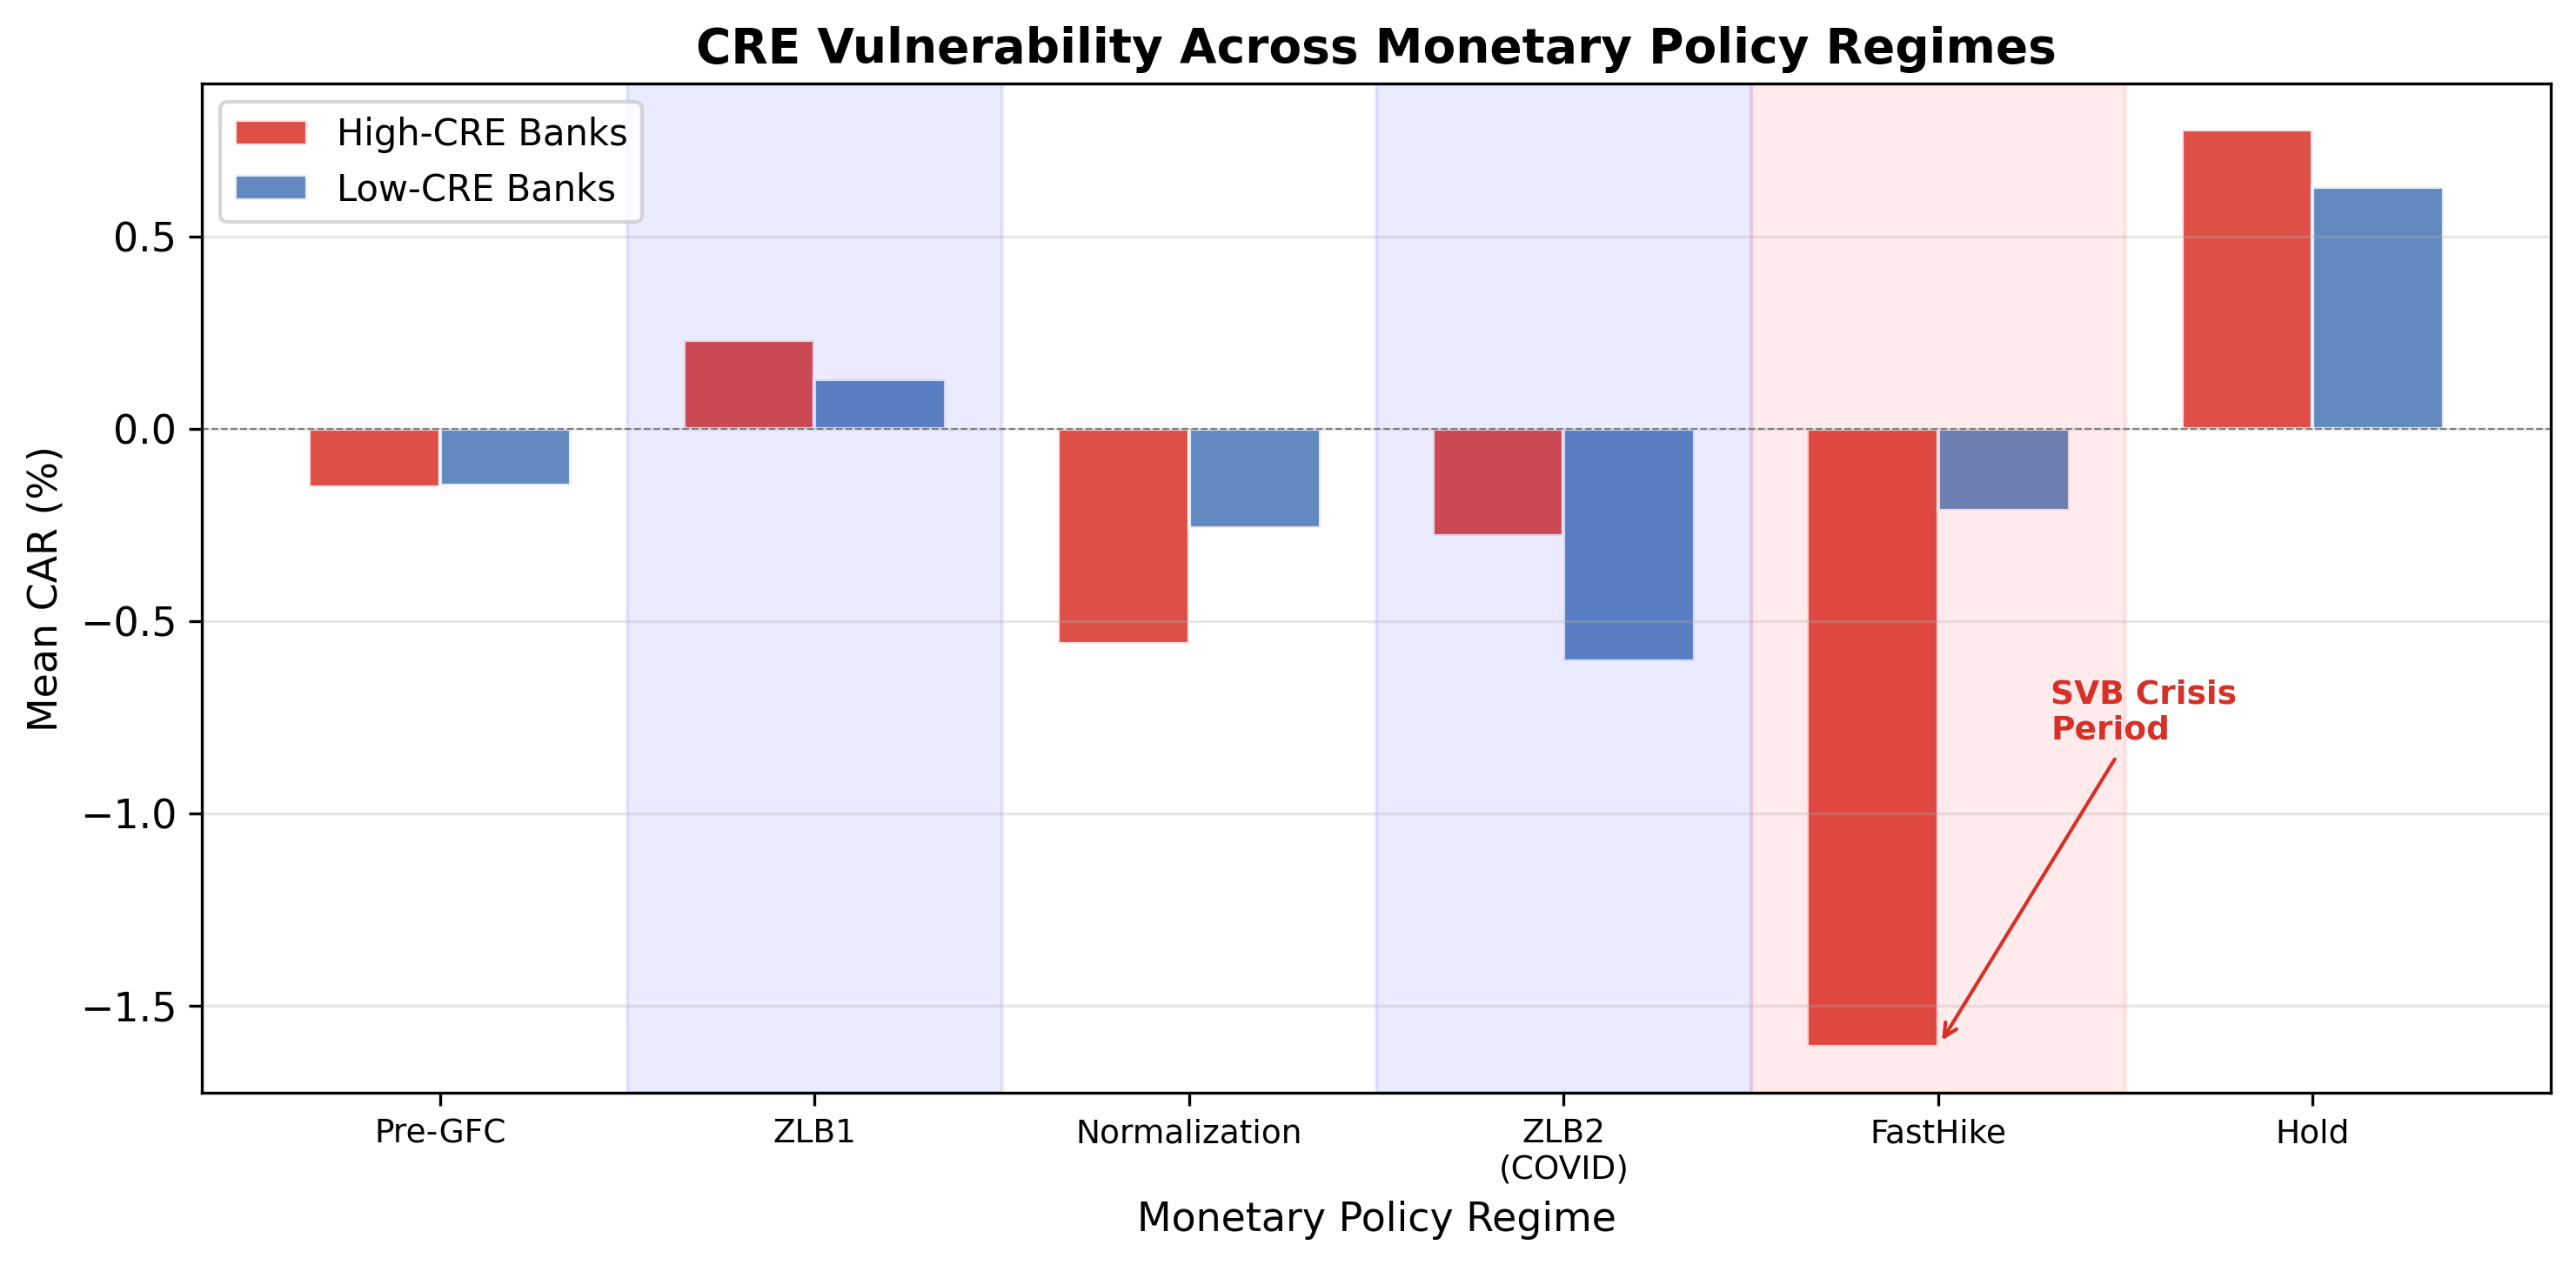 CRE Vulnerability Across Monetary Policy Regimes
High-CRE Banks
Low-CRE Banks
0.5
0.0
−0.5
−1.0
−1.5
Mean CAR (%)
SVB Crisis
Period
Pre-GFC
ZLB1
Normalization
ZLB2
(COVID)
FastHike
Hold
Monetary Policy Regime